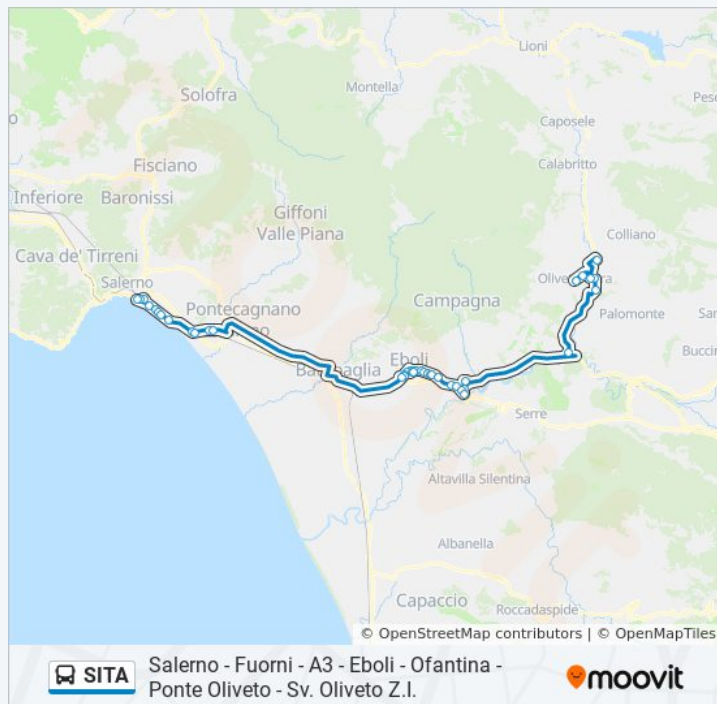 Lioni
Montella
Pes
Solofra
Caposele
Calabritto
Fisciano
Inferiore
Baronissi
Giffoni
Valle Piana
Colliano
Cava de' Tirreni
Salerno
Campagna
Palomonte
Pontecagnano
Eboli
Buccin
Serre
Altavilla Silentina
Albanella
Capaccio
Roccadaspide
© OpenStreetMap contributors | © OpenMapTiles
SITA
Salerno - Fuorni - A3 - Eboli - Ofantina -
Ponte Oliveto - Sv. Oliveto Z.I.
moovit